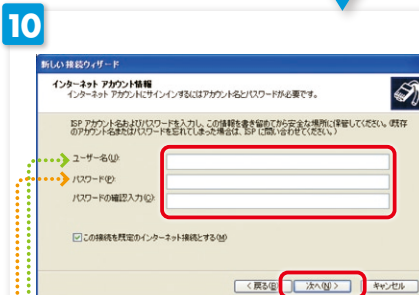 10
新しい接続ウィザード
インターネット アカウント情報
インターネット アカウントにサインインするにはアカウント名とパスワードが必要です。
ISP アカウント名およびパスワードを入力し、この情報を書き留めてから安全な場所に保管してください。(既存
のアカウント名またはパスワードを忘れてしまった場合は、ISP に問い合わせてください。)
ユーザー名(U):
パスワード(P):
パスワードの確認入力(C):
この接続を既定のインターネット接続とする(M)
< 戻る(B)
次へ(N) >
キャンセル